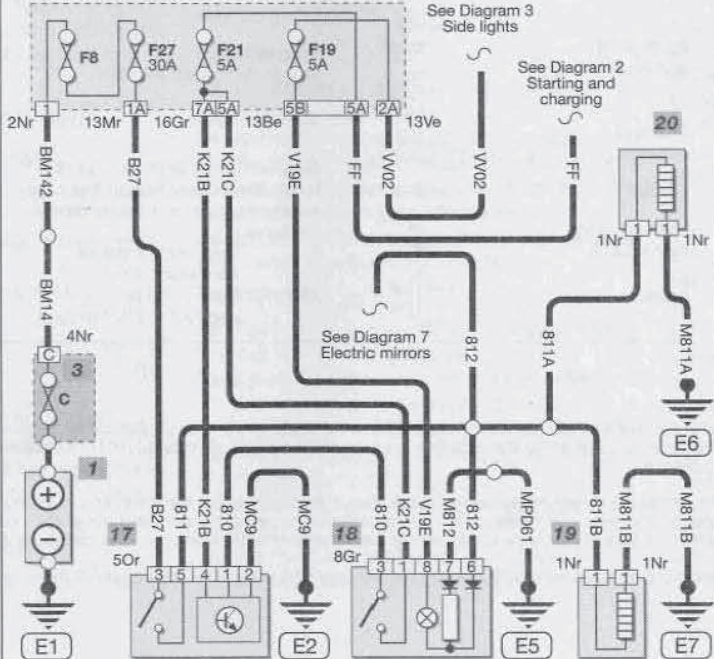 See Diagram 3
Side lights
F8
F27
30A
F21
5A
F19
5A
See Diagram 2
Starting and
charging
20
1
1A
7A
5A
5B
5A
2A
2Nr
13Mr
16Gr
13Be
13Ve
BM142
B27
K21B
K21C
V19E
FF
VV02
VV02
FF
1
1
1Nr
1Nr
See Diagram 7
Electric mirrors
812
811A
M811A
BM14
4Nr
C
3
C
E6
1
17
5Or
B27
811
K21B
810
MC9
MC9
18
8Gr
810
K21C
V19E
M812
812
MPD61
19
811B
M811B
M811B
1Nr
1Nr
3
5
4
1
2
3
1
8
7
6
1
1
E1
E2
E5
E7